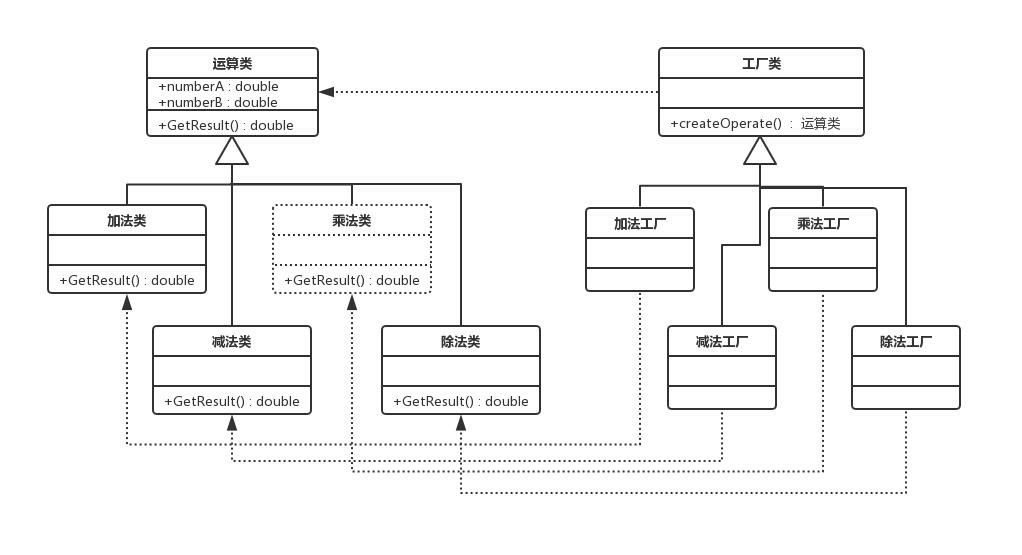 运算类
+numberA : double
+numberB : double
+GetResult() : double
工厂类
+createOperate() : 运算类
加法类
+GetResult() : double
乘法类
+GetResult() : double
加法工厂
乘法工厂
减法类
+GetResult() : double
除法类
+GetResult() : double
减法工厂
除法工厂